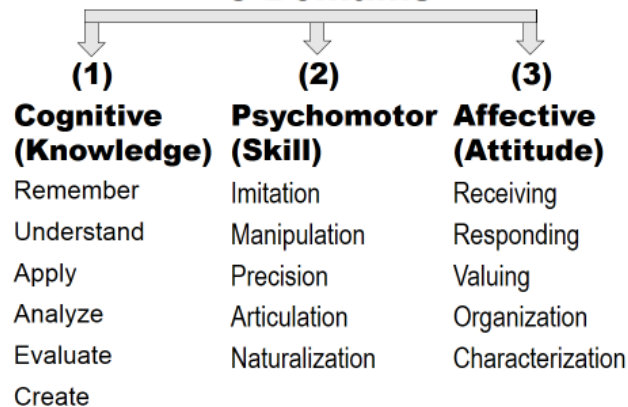 (1)
Cognitive
(Knowledge)
Remember
Understand
Apply
Analyze
Evaluate
Create
(2)
Psychomotor
(Skill)
Imitation
Manipulation
Precision
Articulation
Naturalization
(3)
Affective
(Attitude)
Receiving
Responding
Valuing
Organization
Characterization